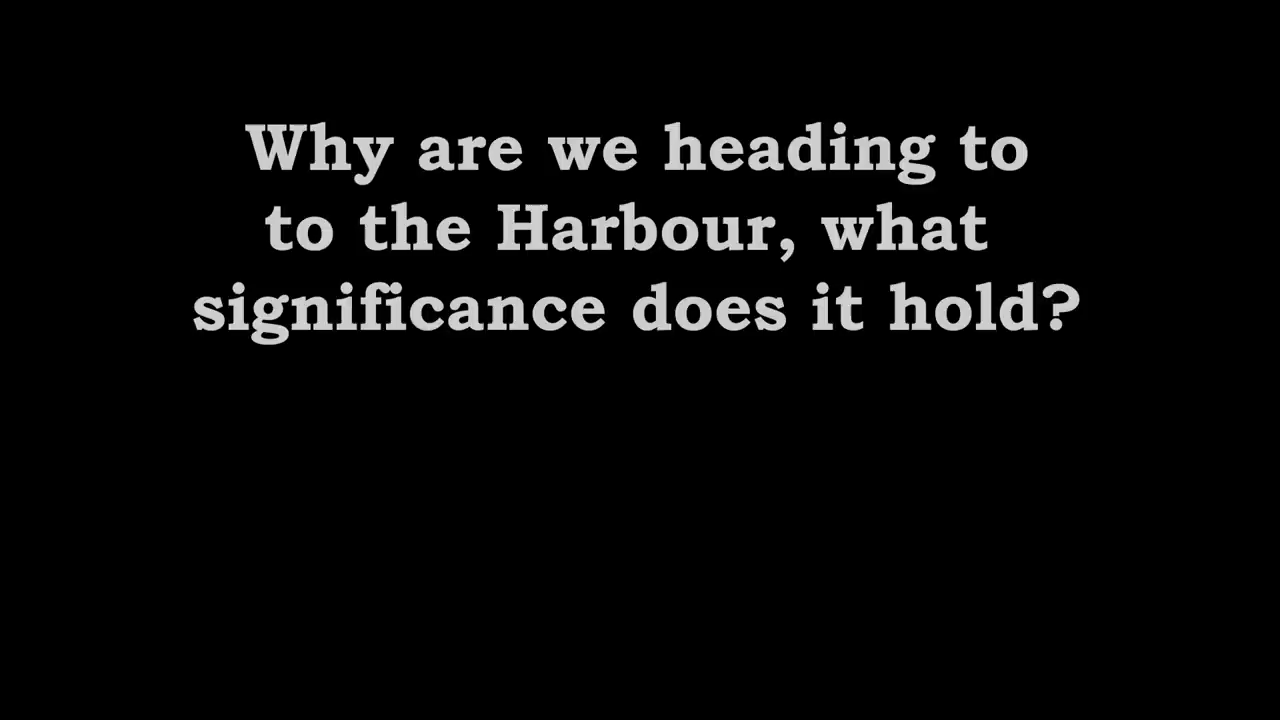 Why are we heading to
to the Harbour, what
significance does it hold?